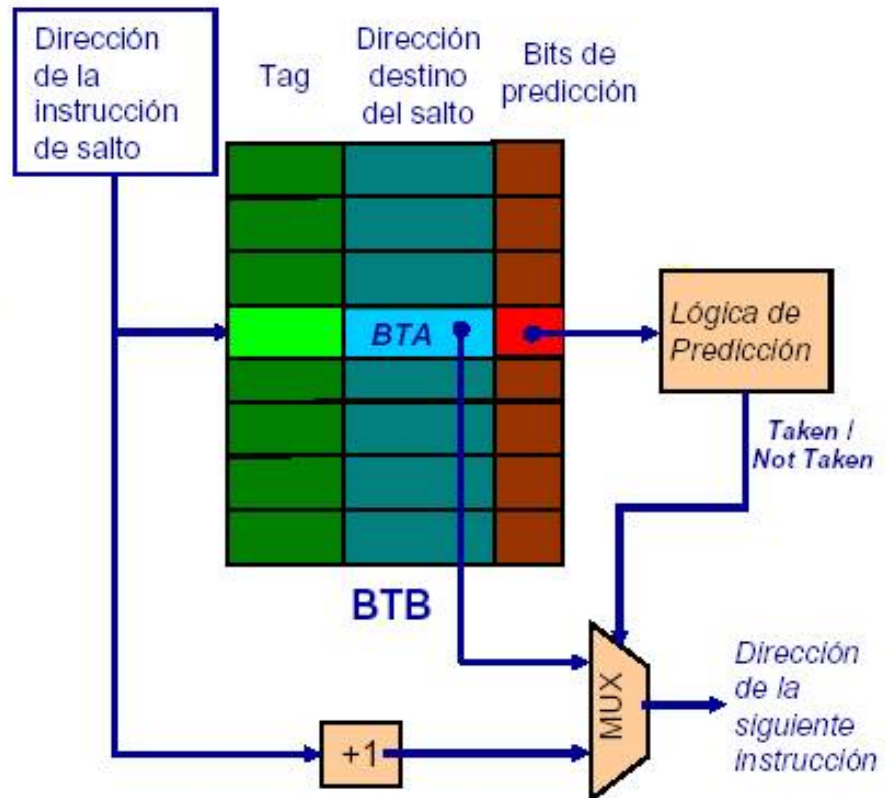 Dirección
de la
instrucción
de salto
Tag
Dirección
destino
del salto
Bits de
predicción
BTA
Lógica de
Predicción
Taken /
Not Taken
BTB
MUX
Dirección
de la
siguiente
instrucción
+1